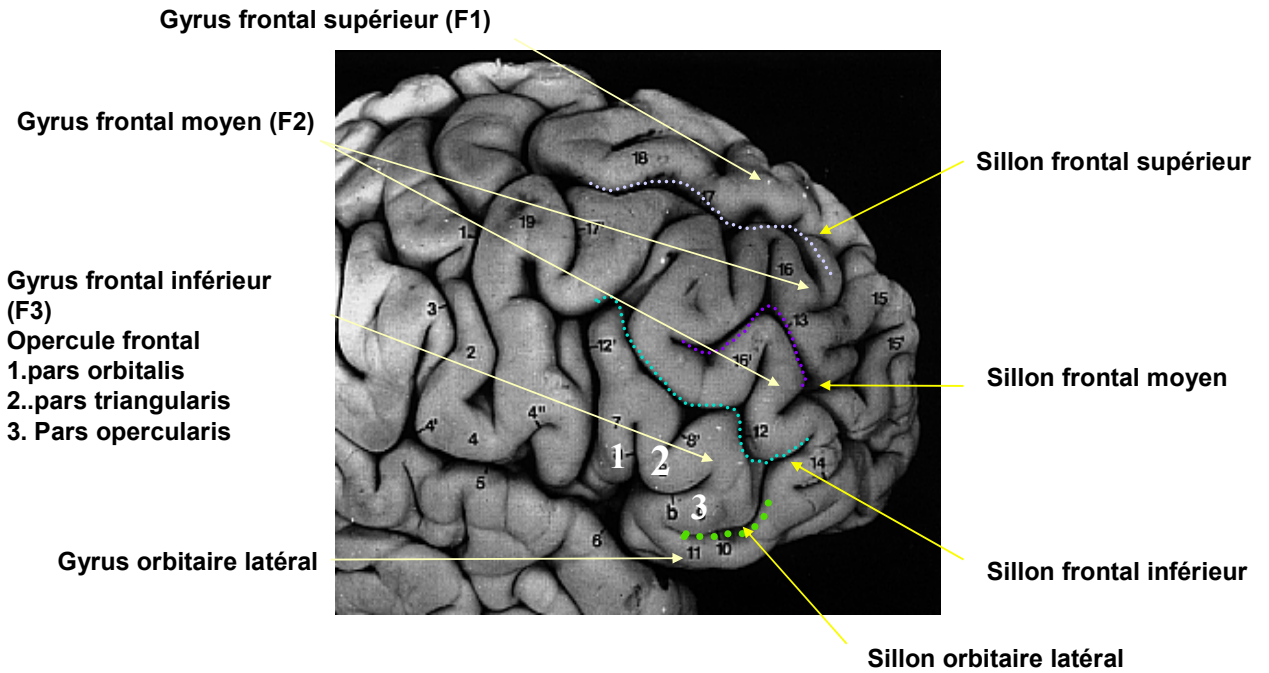 Gyrus frontal supérieur (F1)
Gyrus frontal moyen (F2)
Gyrus frontal inférieur
(F3)
Opercule frontal
1.pars orbitalis
2..pars triangularis
3. Pars opercularis
Gyrus orbitaire latéral
Sillon frontal supérieur
Sillon frontal moyen
Sillon frontal inférieur
Sillon orbitaire latéral
18
17
19
1
17'
16
15
3
13
15'
2
12'
16'
4'
4
4"
7
8'
12
14
1
2
5
b
3
6
11
10